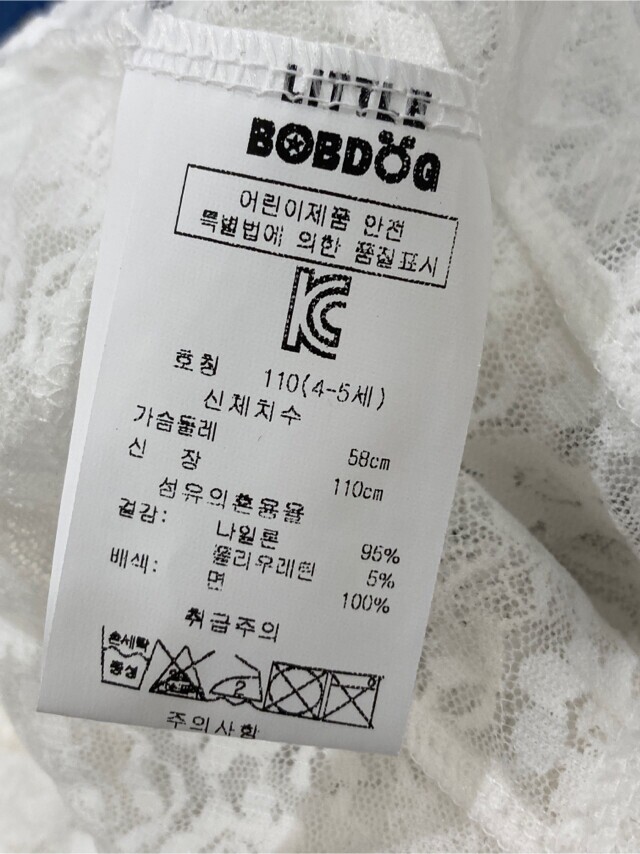 LITTLE
BOBDOG
어린이제품 안전
특별법에 의한 품질표시
KC
호칭 110(4-5세)
신체치수
가슴둘레 58cm
신 장 110cm
섬유의혼용율
겉감: 나일론 95%
폴리우레탄 5%
배색: 면 100%
취급주의
손세탁
중성
2
주의사항